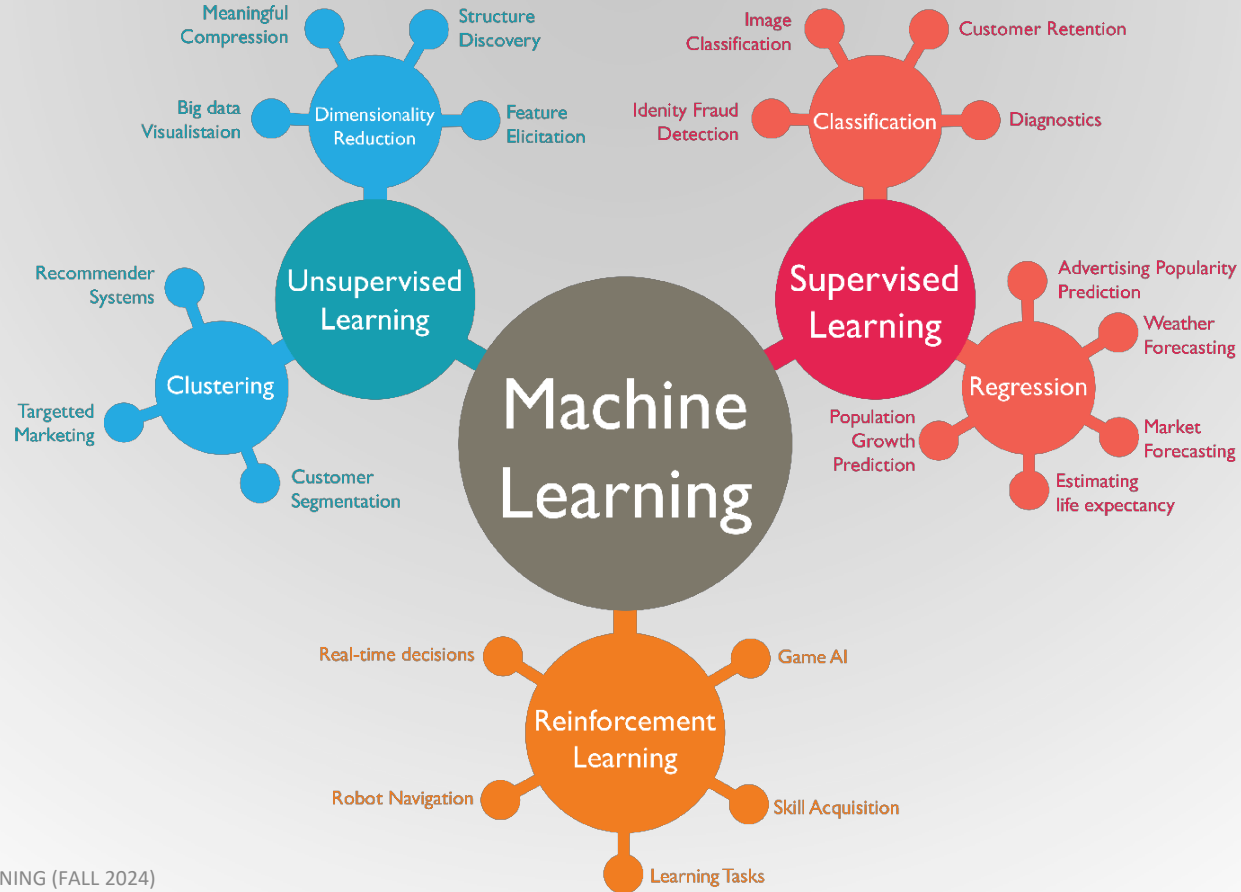 Meaningful
Compression
Structure
Discovery
Big data
Visualistaion
Dimensionality
Reduction
Feature
Elicitation
Image
Classification
Customer Retention
Idenity Fraud
Detection
Classification
Diagnostics
Recommender
Systems
Unsupervised
Learning
Clustering
Targetted
Marketing
Customer
Segmentation
Machine
Learning
Supervised
Learning
Advertising Popularity
Prediction
Weather
Forecasting
Regression
Population
Growth
Prediction
Market
Forecasting
Estimating
life expectancy
Real-time decisions
Game AI
Reinforcement
Learning
Robot Navigation
Skill Acquisition
Learning Tasks
NING (FALL 2024)